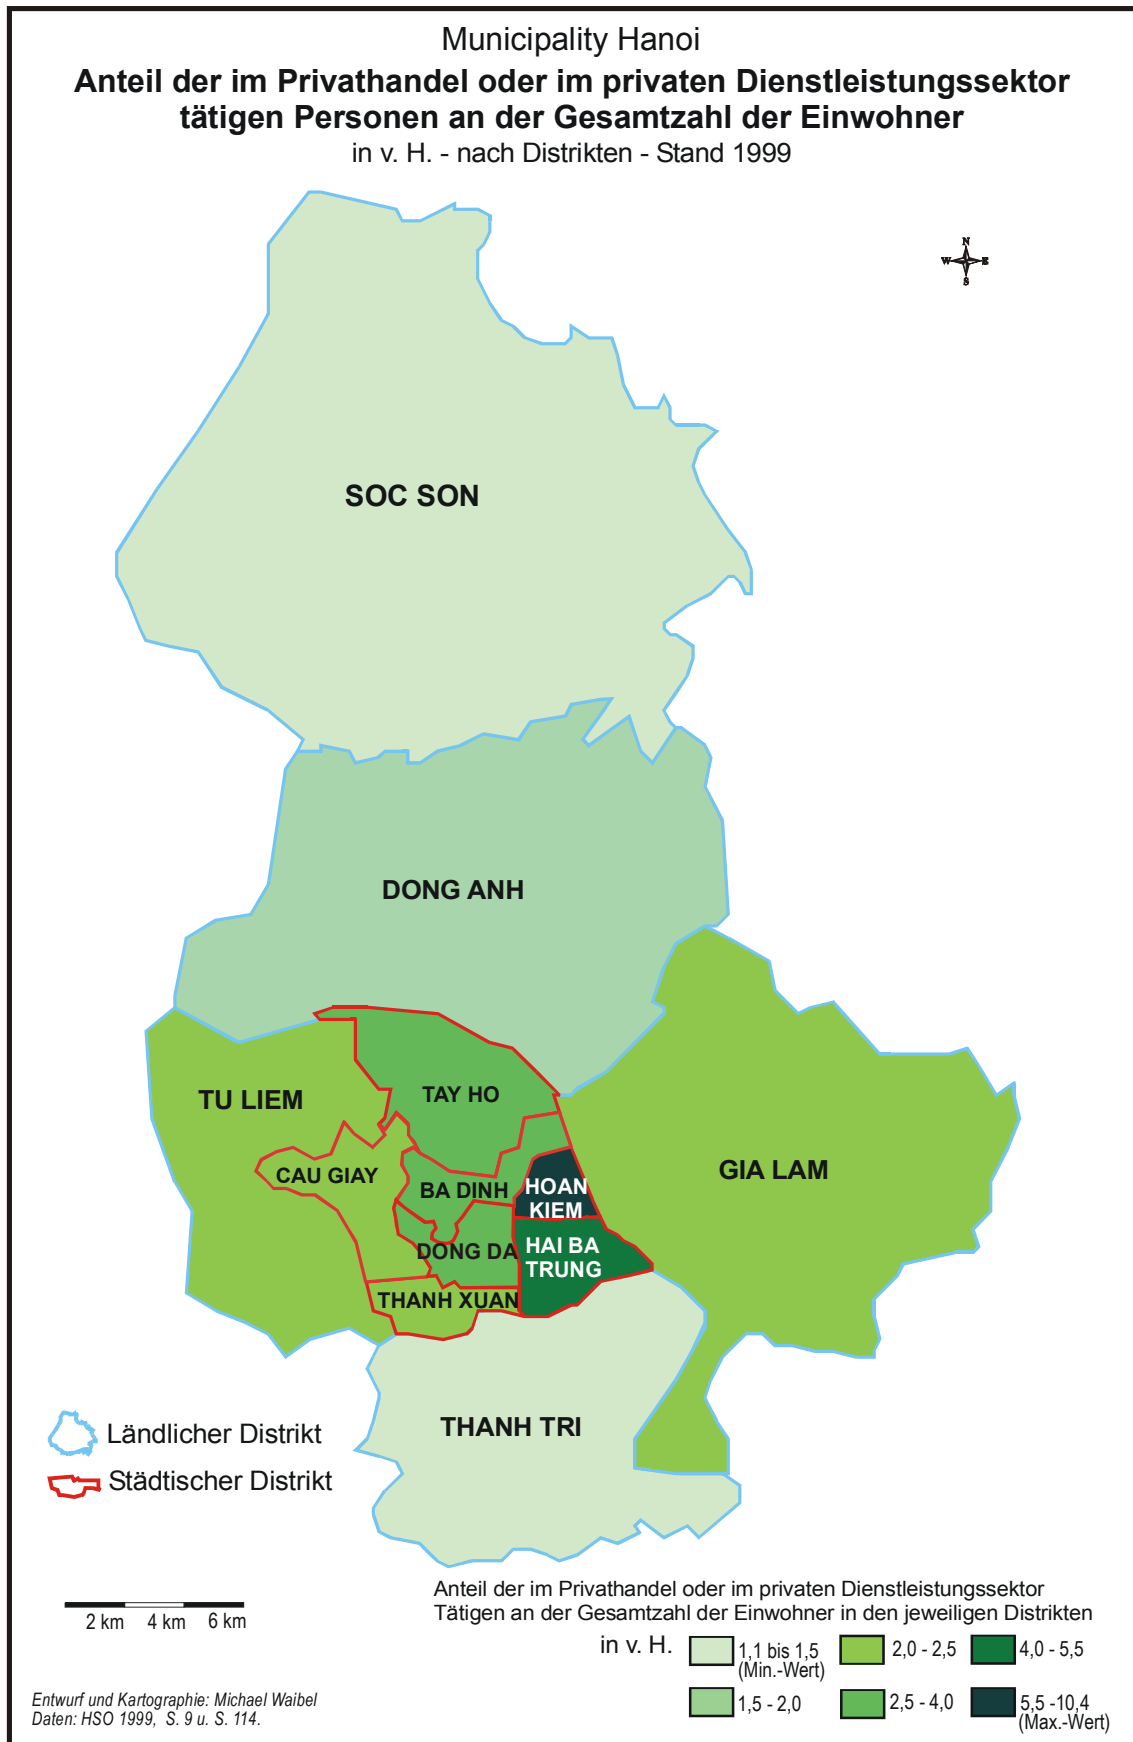 Municipality Hanoi
Anteil der im Privathandel oder im privaten Dienstleistungssektor
tätigen Personen an der Gesamtzahl der Einwohner
in v. H. - nach Distrikten - Stand 1999
N
W E
S
SOC SON
DONG ANH
TU LIEM
TAY HO
GIA LAM
CAU GIAY
BA DINH
HOAN
KIEM
DONG DA
HAI BA
TRUNG
THANH XUAN
THANH TRI
Ländlicher Distrikt
Städtischer Distrikt
2 km 4 km 6 km
Anteil der im Privathandel oder im privaten Dienstleistungssektor
Tätigen an der Gesamtzahl der Einwohner in den jeweiligen Distrikten
in v. H.
1,1 bis 1,5
(Min.-Wert)
2,0 - 2,5
4,0 - 5,5
1,5 - 2,0
2,5 - 4,0
5,5 -10,4
(Max.-Wert)
Entwurf und Kartographie: Michael Waibel
Daten: HSO 1999, S. 9 u. S. 114.